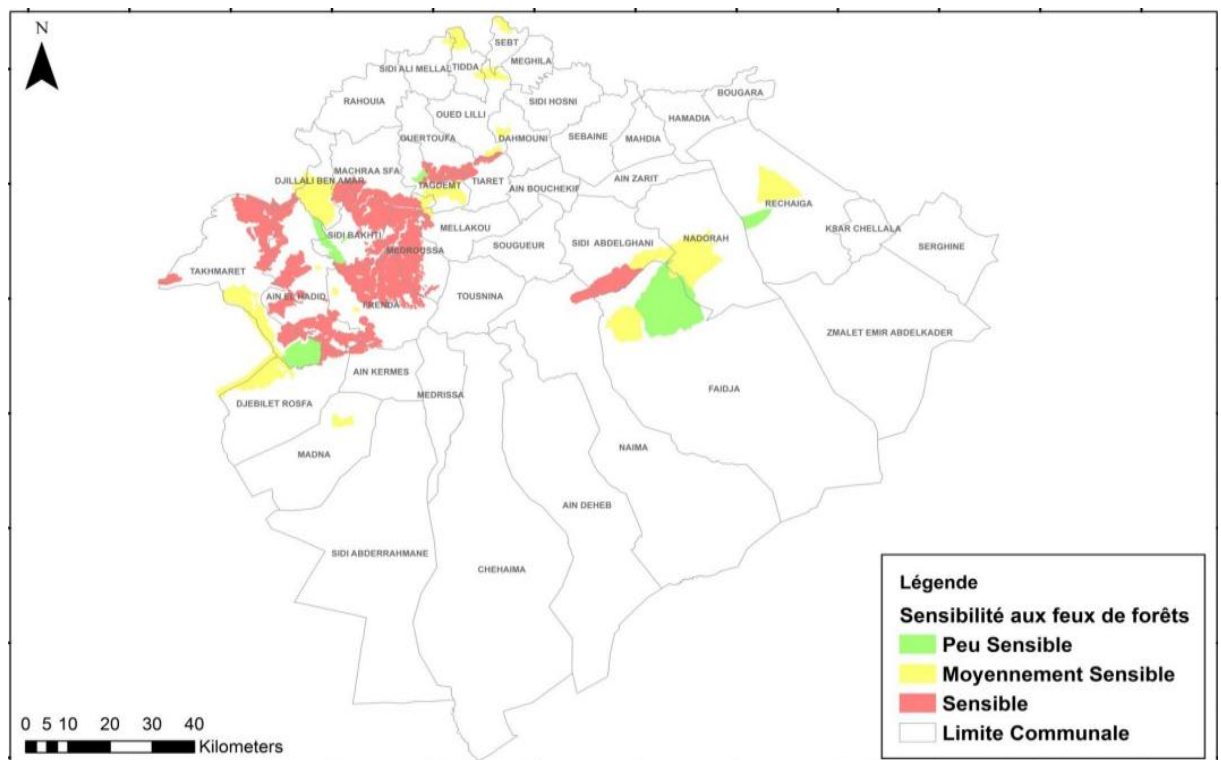 N
SEBT
MEGHILA
SIDI ALI MELLAL
TIDDA
RAHOUIA
OUED LILLI
SIDI HOSNI
BOUGARA
HAMADIA
GUERTOUFA
DAHMOUNI
SEBAINE
MAHDIA
MACHRAA SFA
DJILLALI BEN AMAR
TAGDEMT
TIARET
AIN BOUCHEKIF
AIN ZARIT
RECHAIGA
SIDI BAKHTI
MELLAKOU
MEDROUSSA
SOUGUEUR
SIDI ABDELGHANI
NADORAH
KSAR CHELLALA
SERGHINE
TAKHMARET
AIN EL HADID
FRENDA
TOUSNINA
ZMALET EMIR ABDELKADER
AIN KERMES
MEDRISSA
FAIDJA
DJEBILET ROSFA
MADNA
NAIMA
AIN DEHEB
SIDI ABDERRAHMANE
CHEHAIMA
Légende
Sensibilité aux feux de forêts
Peu Sensible
Moyennement Sensible
Sensible
Limite Communale
0 5 10 20 30 40
Kilometers